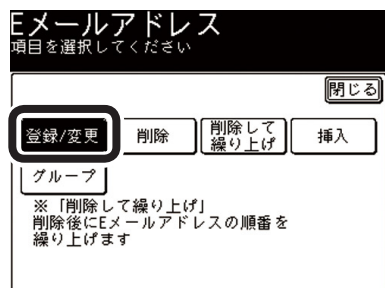 Eメールアドレス
項目を選択してください
閉じる
登録/変更 削除 削除して繰り上げ 挿入
グループ
※「削除して繰り上げ」
削除後にEメールアドレスの順番を
繰り上げます